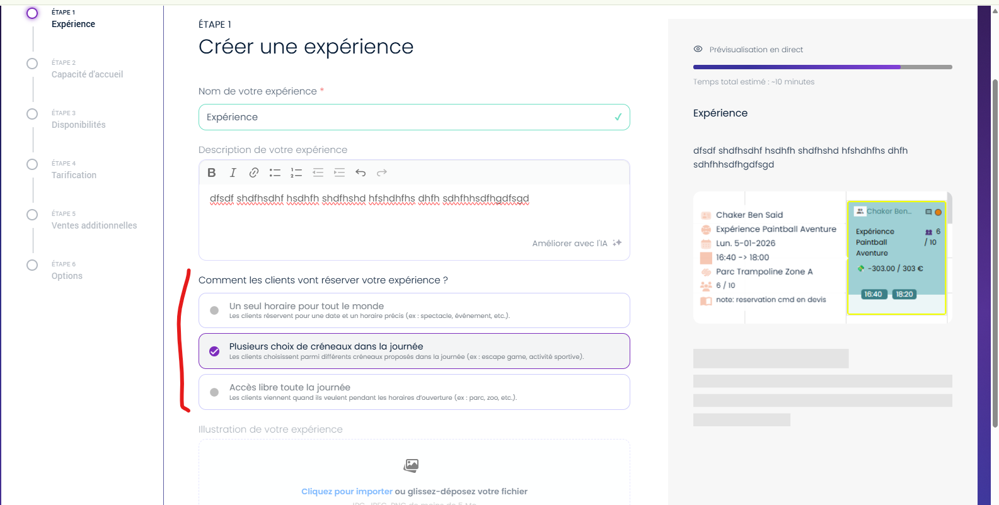 ÉTAPE 1
Expérience
ÉTAPE 2
Capacité d'accueil
ÉTAPE 3
Disponibilités
ÉTAPE 4
Tarification
ÉTAPE 5
Ventes additionnelles
ÉTAPE 6
Options
ÉTAPE 1
Créer une expérience
Nom de votre expérience *
Expérience
Description de votre expérience
B I
dfsdf shdfhsdhf hsdhfh shdfhshd hfshdhfhs dhfh sdhfhhsdfhgdfsgd
Améliorer avec l'IA
Comment les clients vont réserver votre expérience ?
Un seul horaire pour tout le monde
Les clients réservent pour une date et un horaire précis (ex : spectacle, événement, etc.).
Plusieurs choix de créneaux dans la journée
Les clients choisissent parmi différents créneaux proposés dans la journée (ex : escape game, activité sportive).
Accès libre toute la journée
Les clients viennent quand ils veulent pendant les horaires d'ouverture (ex : parc, zoo, etc.).
Illustration de votre expérience
Cliquez pour importer ou glissez-déposez votre fichier
JPG, JPEG, PNG de moins de 5 Mo
Prévisualisation en direct
Temps total estimé : ~10 minutes
Expérience
dfsdf shdfhsdhf hsdhfh shdfhshd hfshdhfhs dhfh
sdhfhhsdfhgdfsgd
Chaker Ben Said
Expérience Paintball Aventure
Lun. 5-01-2026
16:40 -> 18:00
Parc Trampoline Zone A
6 / 10
note: reservation cmd en devis
Chaker Ben...
Expérience 6
Paintball / 10
Aventure
-303.00 / 303 €
16:40 18:20